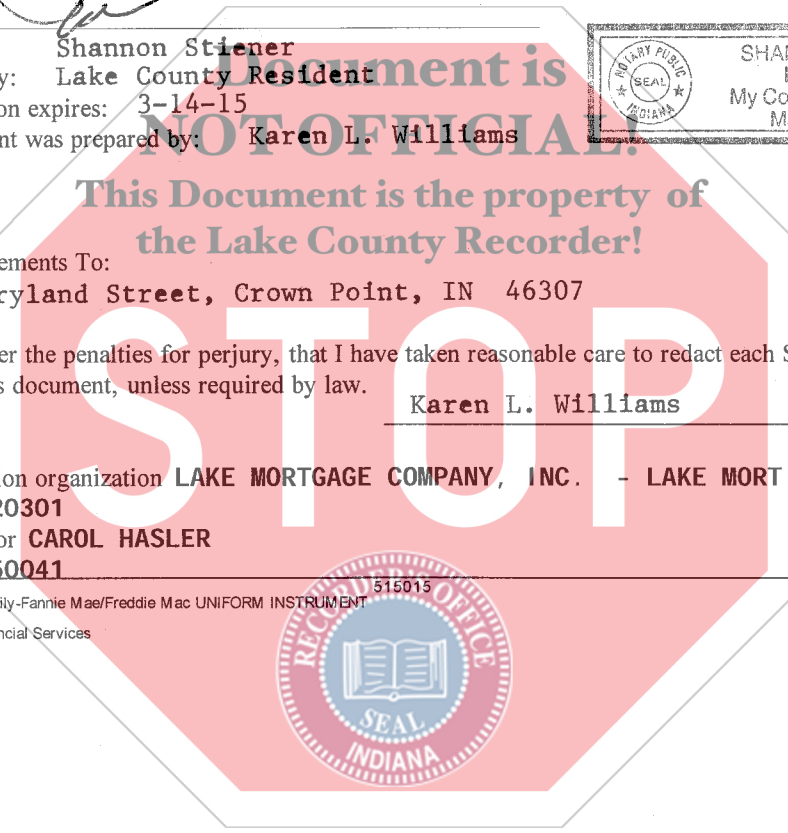 Shannon Stiener
y: Lake County Resident
on expires: 3-14-15
nt was prepared by: Karen L. Williams
NOTARY PUBLIC
SEAL
INDIANA
SHAN
My Co
M
Document is
NOT OFFICIAL!
This Document is the property of
the Lake County Recorder!
ements To:
ryland Street, Crown Point, IN 46307
STOP
er the penalties for perjury, that I have taken reasonable care to redact each S
s document, unless required by law.
Karen L. Williams
ion organization LAKE MORTGAGE COMPANY, INC. - LAKE MORT
20301
or CAROL HASLER
50041
ily-Fannie Mae/Freddie Mac UNIFORM INSTRUMENT 515015
ncial Services
RECORDER'S OFFICE
SEAL
INDIANA